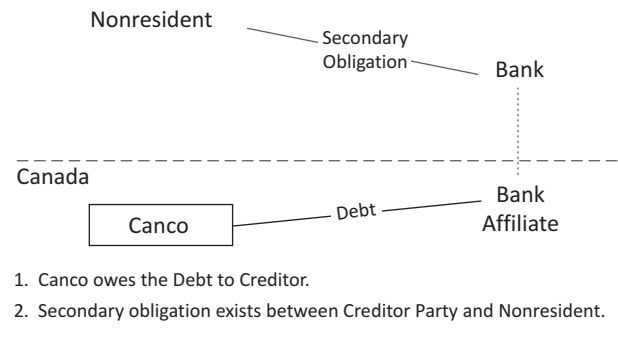 Nonresident
Secondary
Obligation
Bank
Canada
Bank
Affiliate
Debt
Canco
1. Canco owes the Debt to Creditor.
2. Secondary obligation exists between Creditor Party and Nonresident.